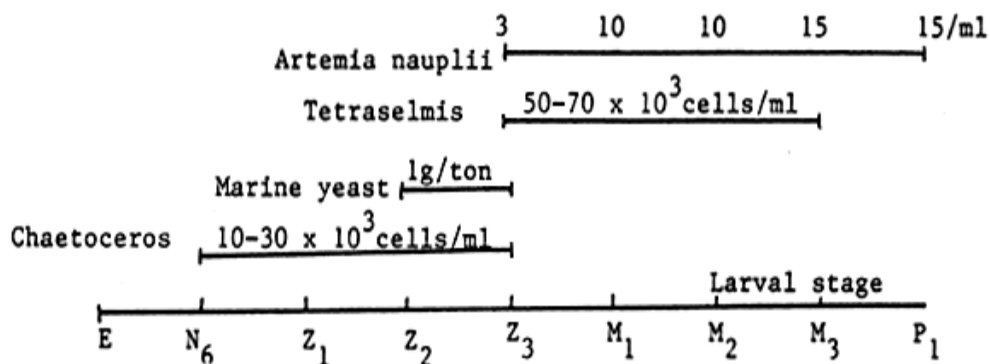 3 10 10 15 15/ml
Artemia nauplii
Tetraselmis 50-70 x 10³cells/ml
Marine yeast 1g/ton
Chaetoceros 10-30 x 10³cells/ml
Larval stage
E N₆ Z₁ Z₂ Z₃ M₁ M₂ M₃ P₁